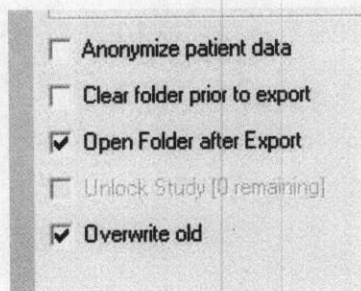 Anonymize patient data
Clear folder prior to export
Open Folder after Export
Unlock Study [0 remaining]
Overwrite old